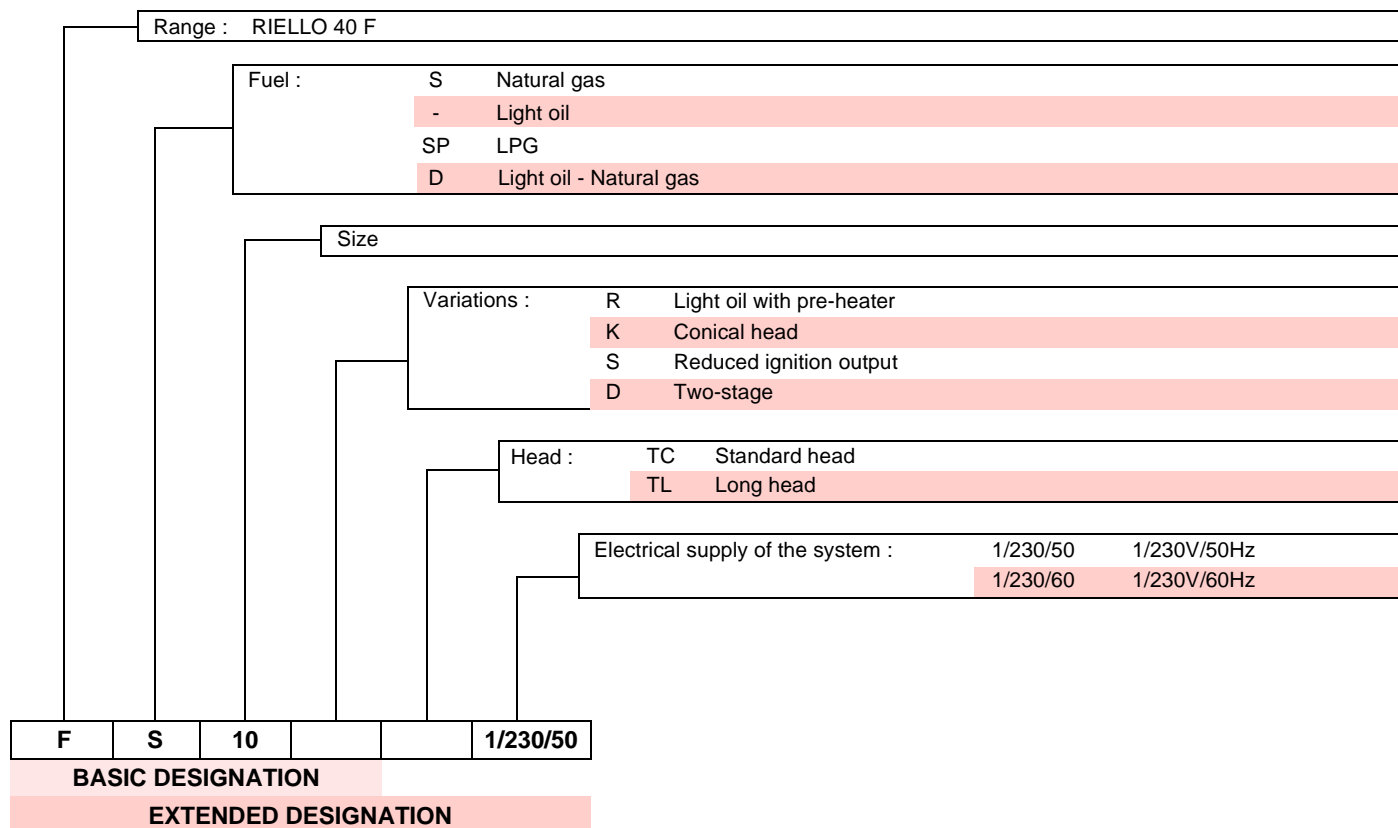 Range : RIELLO 40 F
Fuel : S Natural gas
- Light oil
SP LPG
D Light oil - Natural gas
Size
Variations : R Light oil with pre-heater
K Conical head
S Reduced ignition output
D Two-stage
Head : TC Standard head
TL Long head
Electrical supply of the system : 1/230/50 1/230V/50Hz
1/230/60 1/230V/60Hz
F S 10 1/230/50
BASIC DESIGNATION
EXTENDED DESIGNATION